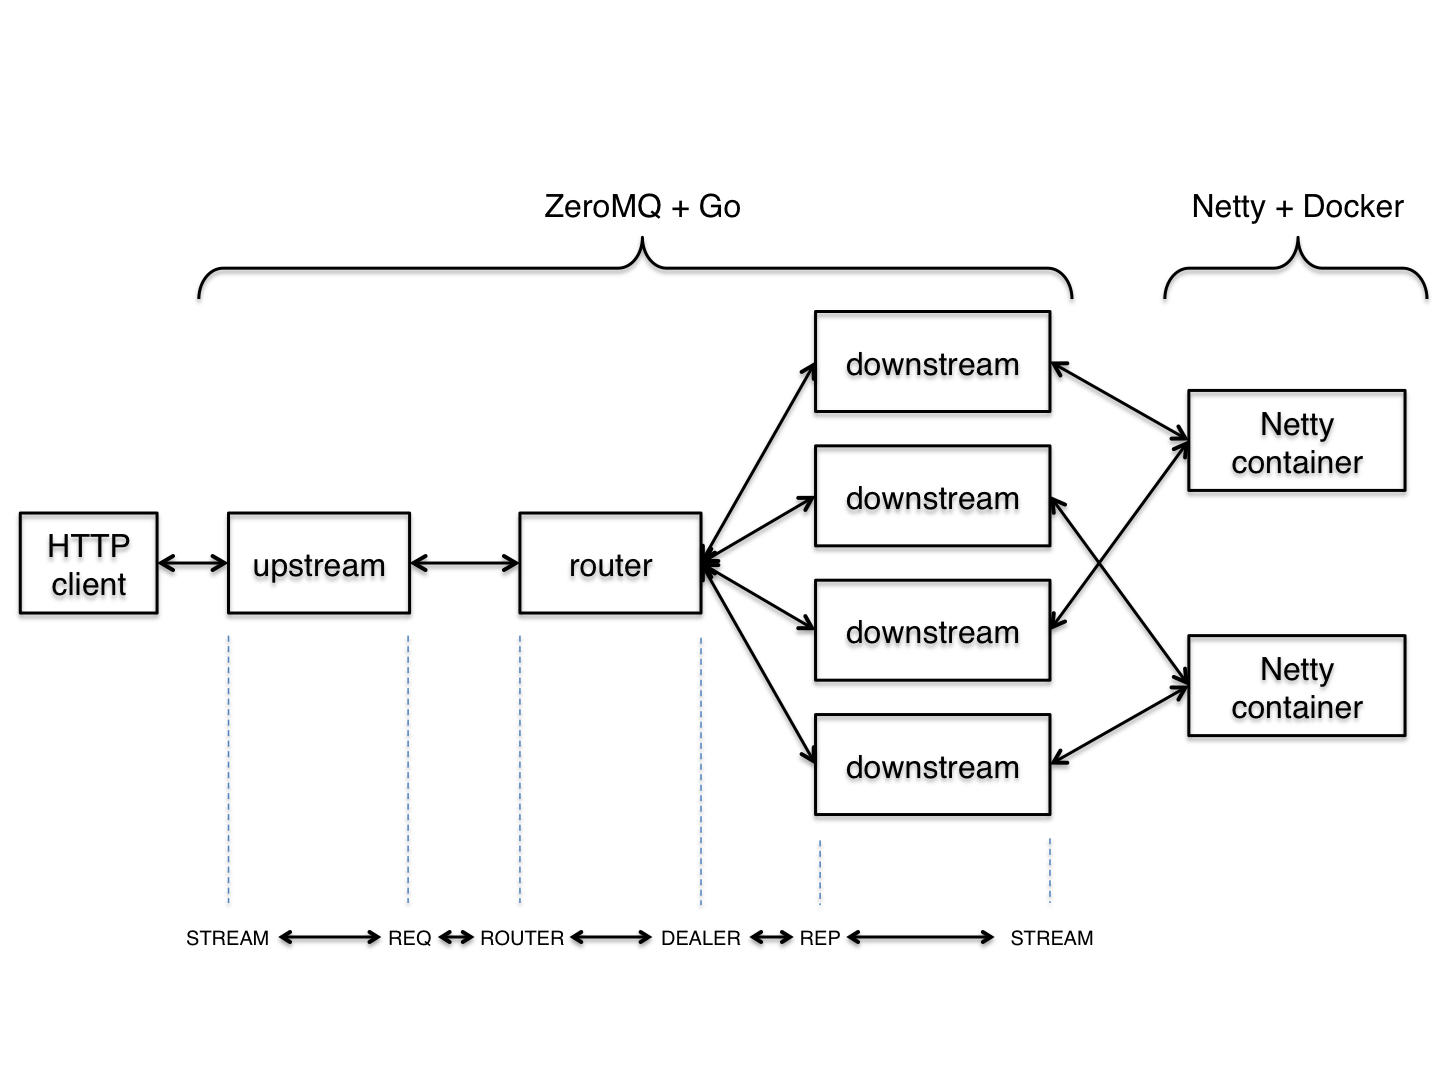 ZeroMQ + Go
Netty + Docker
HTTP
client
upstream
router
downstream
downstream
downstream
downstream
Netty
container
Netty
container
STREAM
REQ
ROUTER
DEALER
REP
STREAM